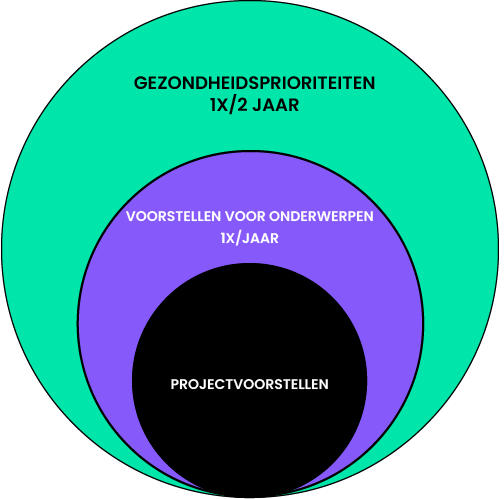 GEZONDHEIDSPRIORITEITEN
1X/2 JAAR
VOORSTELLEN VOOR ONDERWERPEN
1X/JAAR
PROJECTVOORSTELLEN